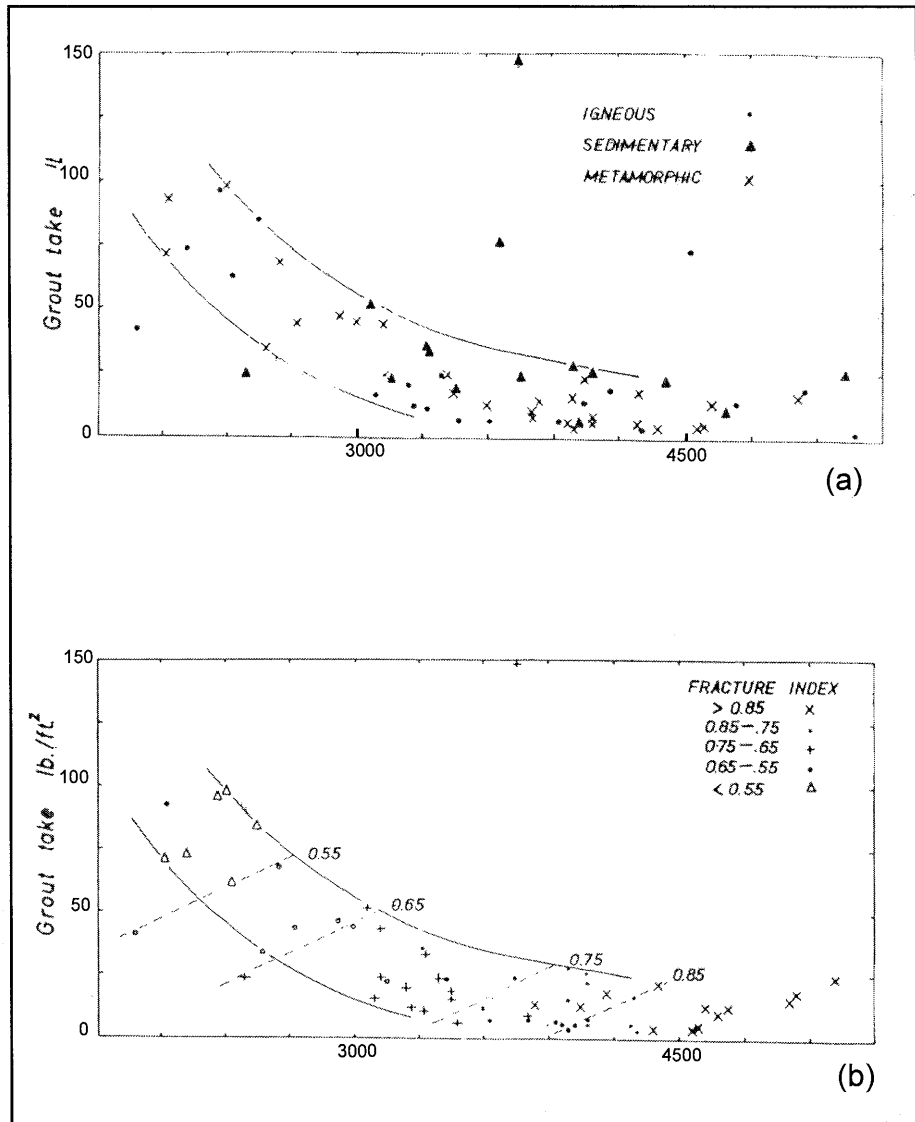 150
100
50
0
Grout take
IGNEOUS
SEDIMENTARY
METAMORPHIC
3000
4500
(a)
150
100
50
0
Grout take lb./ft²
FRACTURE INDEX
> 0.85
0.85—.75
0.75—.65
0.65—.55
< 0.55
0.55
0.65
0.75
0.85
3000
4500
(b)